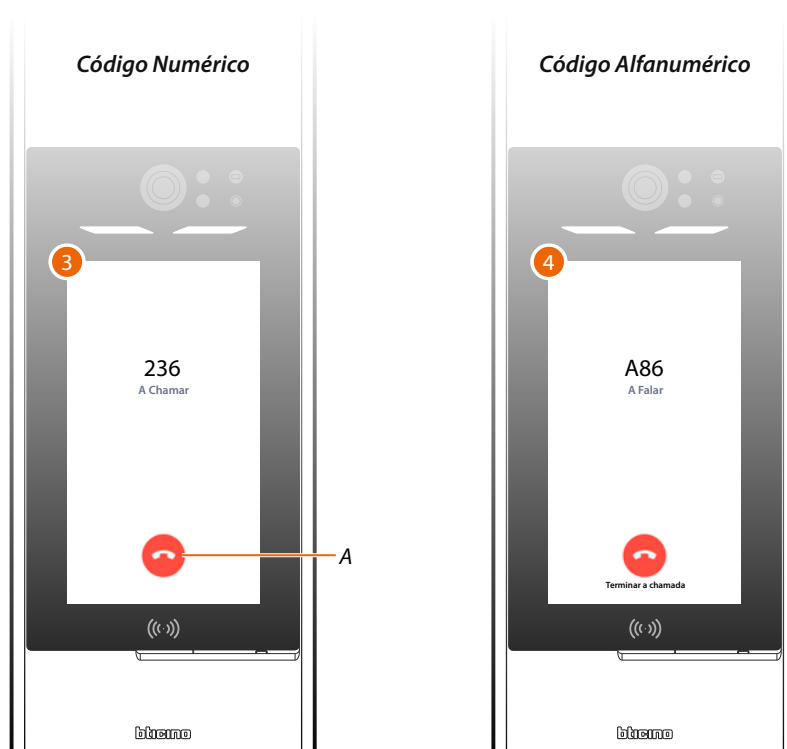 Código Numérico
3
236
A Chamar
A
bticino
Código Alfanumérico
4
A86
A Falar
Terminar a chamada
bticino